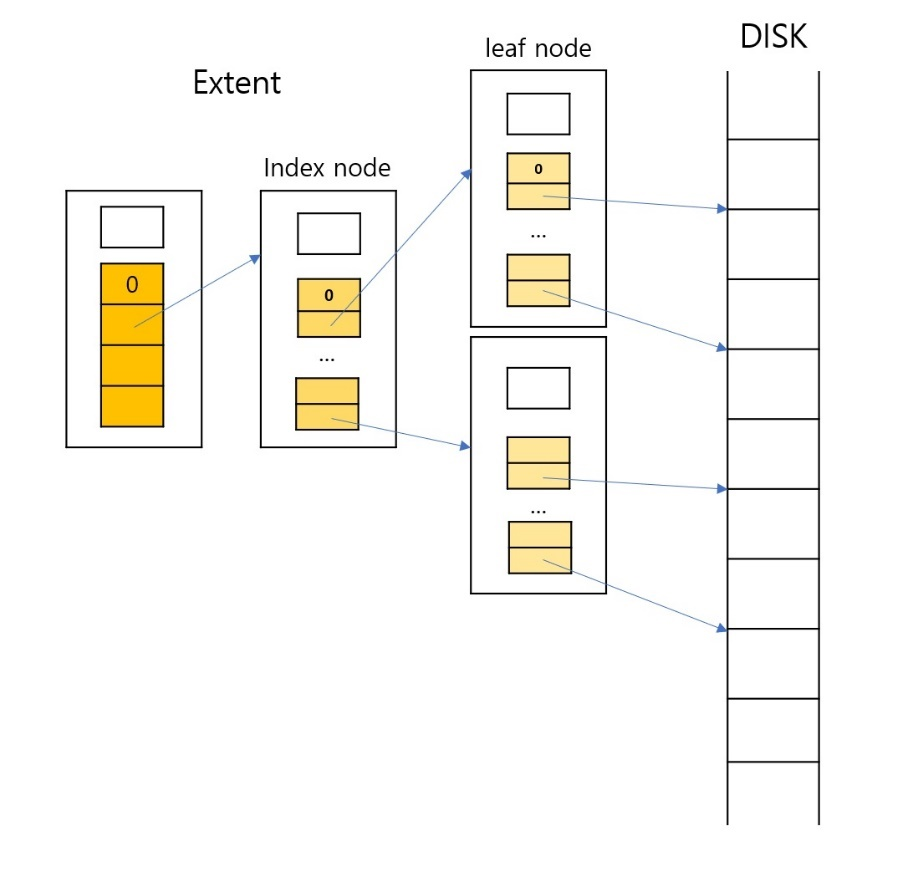 DISK
leaf node
Extent
Index node
0
0
...
0
...
...